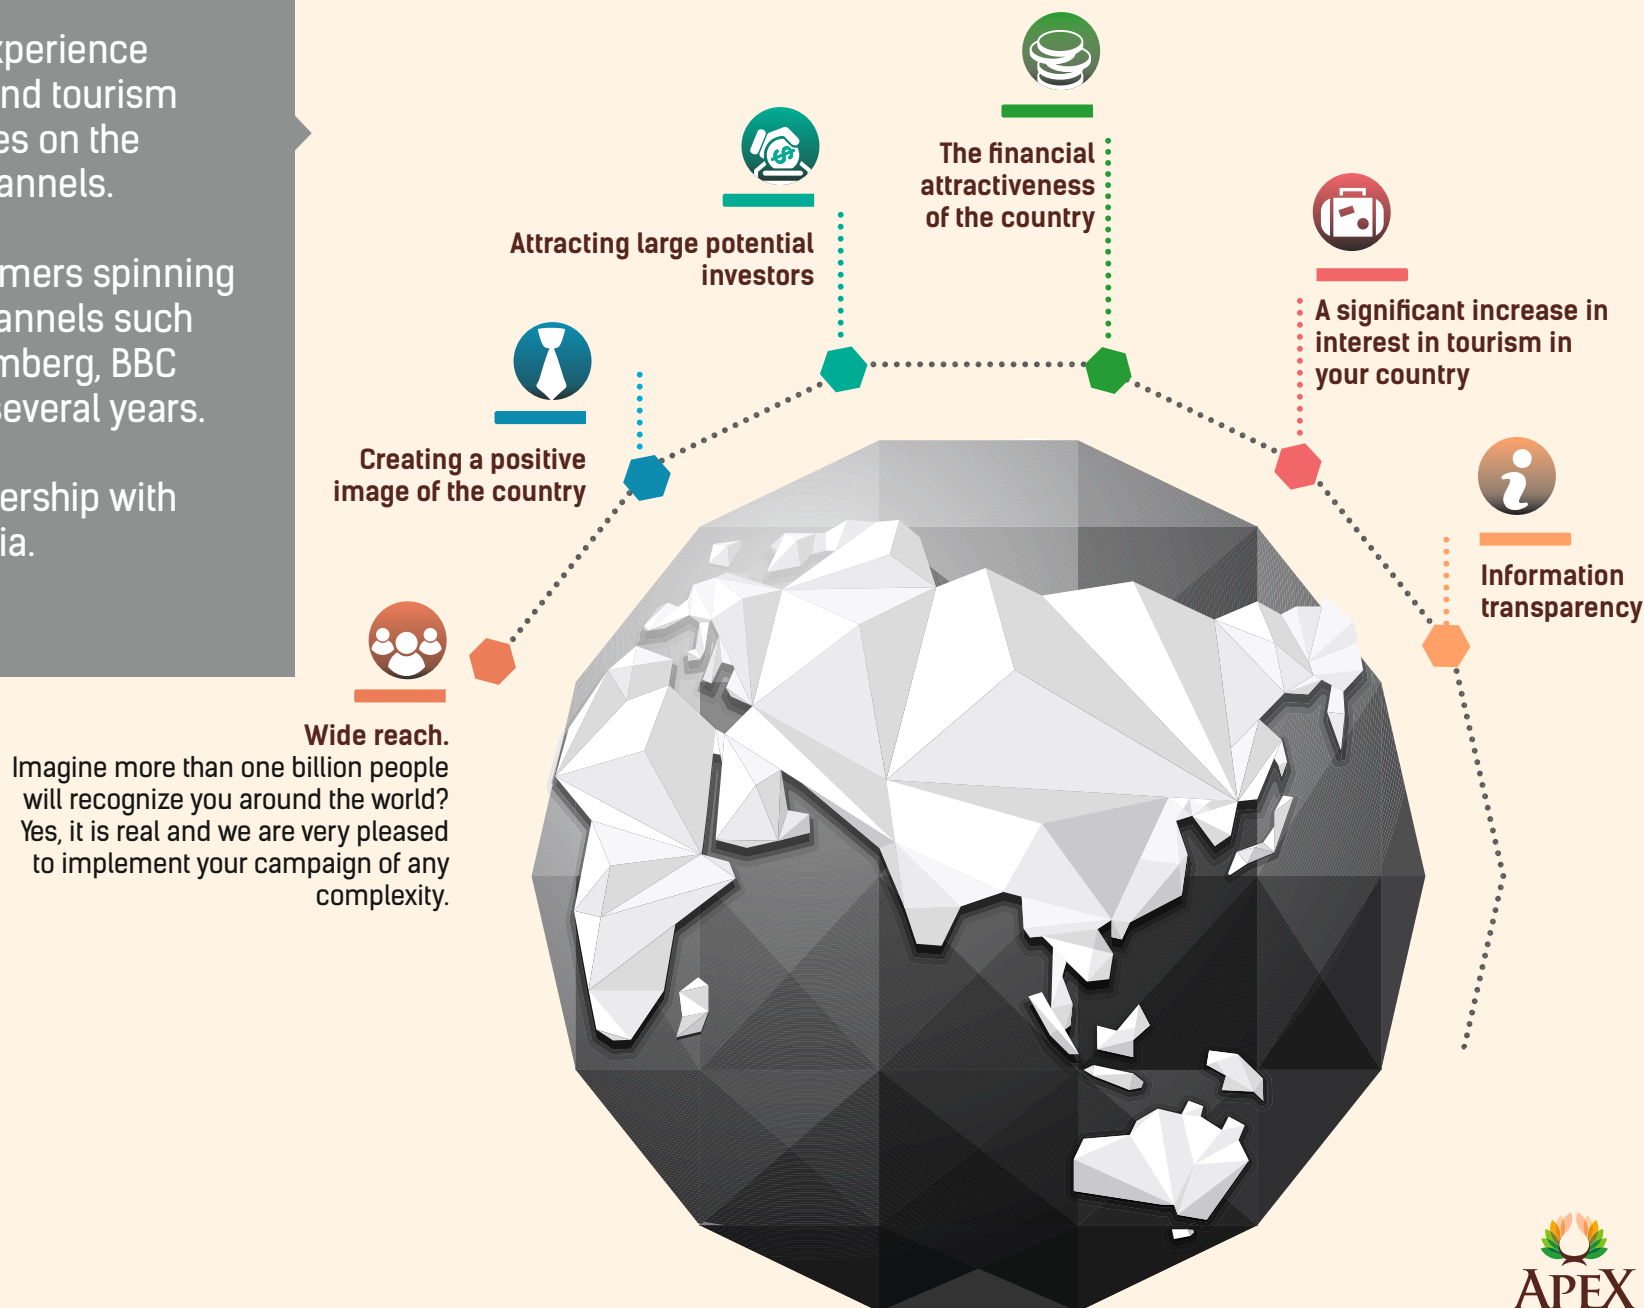 xperience
nd tourism
es on the
annels.
mers spinning
annels such
mberg, BBC
several years.
ership with
ia.
The financial
attractiveness
of the country
Attracting large potential
investors
A significant increase in
interest in tourism in
your country
Creating a positive
image of the country
Information
transparency
Wide reach.
Imagine more than one billion people
will recognize you around the world?
Yes, it is real and we are very pleased
to implement your campaign of any
complexity.
APEX